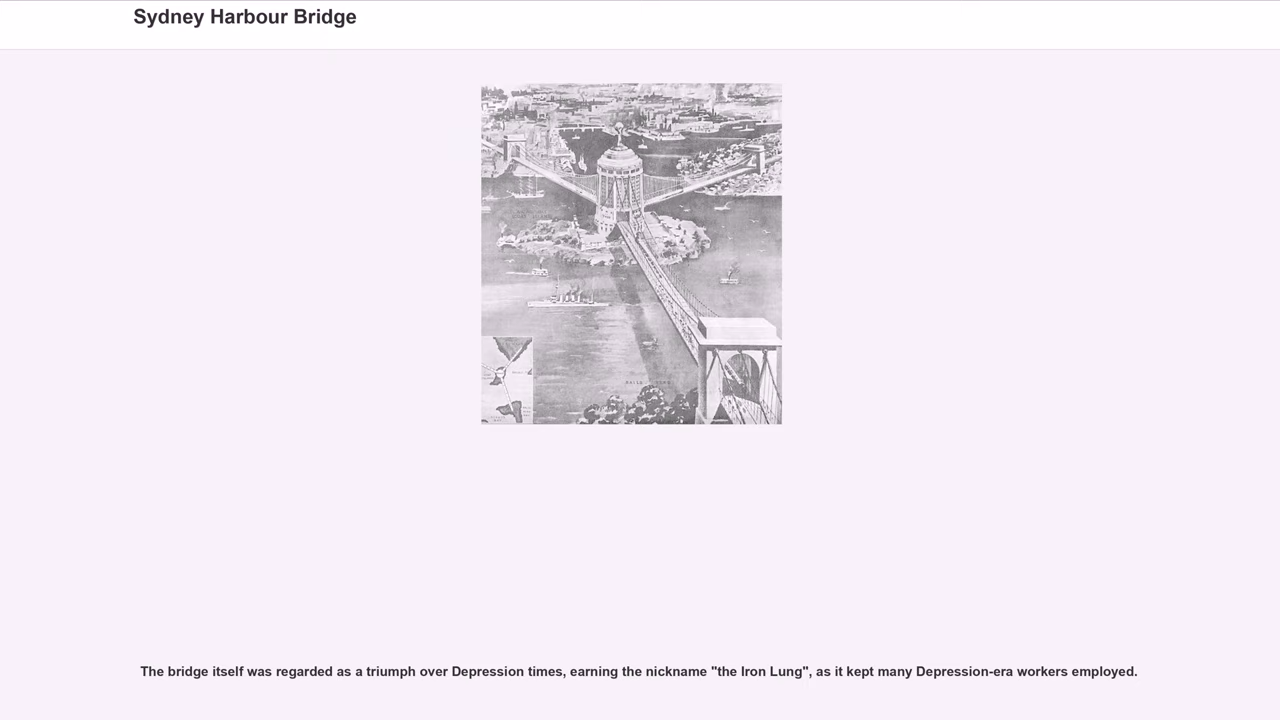 Sydney Harbour Bridge
The bridge itself was regarded as a triumph over Depression times, earning the nickname "the Iron Lung", as it kept many Depression-era workers employed.